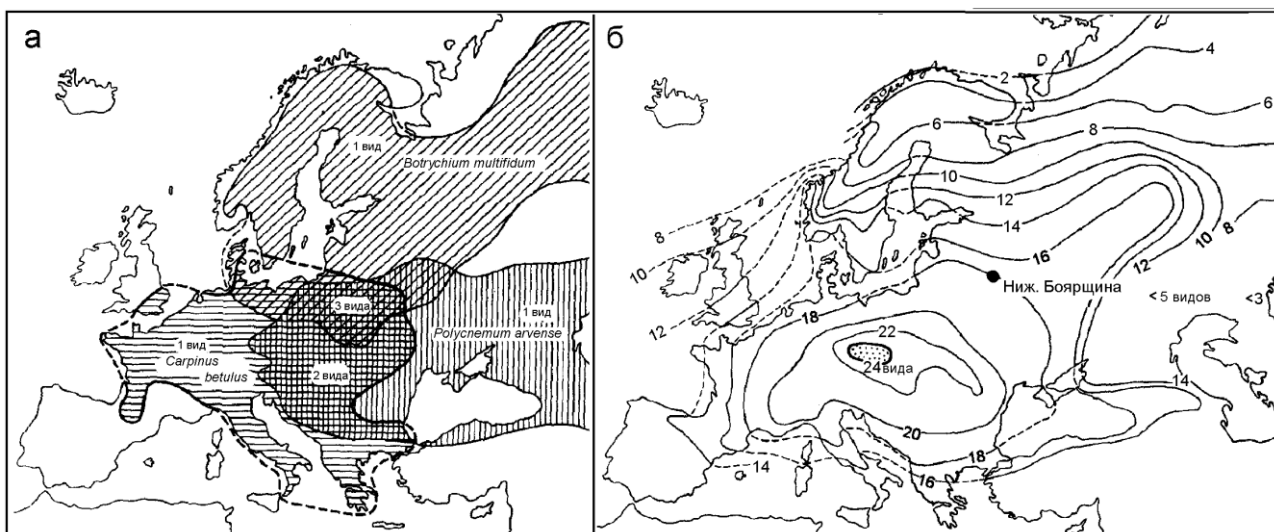 а
1 вид
Botrychium multifidum
3 вида
1 вид
Polycnemum arvense
1 вид
Carpinus
betulus
2 вида
б
2
4
6
6
8
10
12
14
16
10
8
12
8
10
12
Ниж. Боярщина
< 5 видов
< 3
18
22
24 вида
20
14
18
16
14